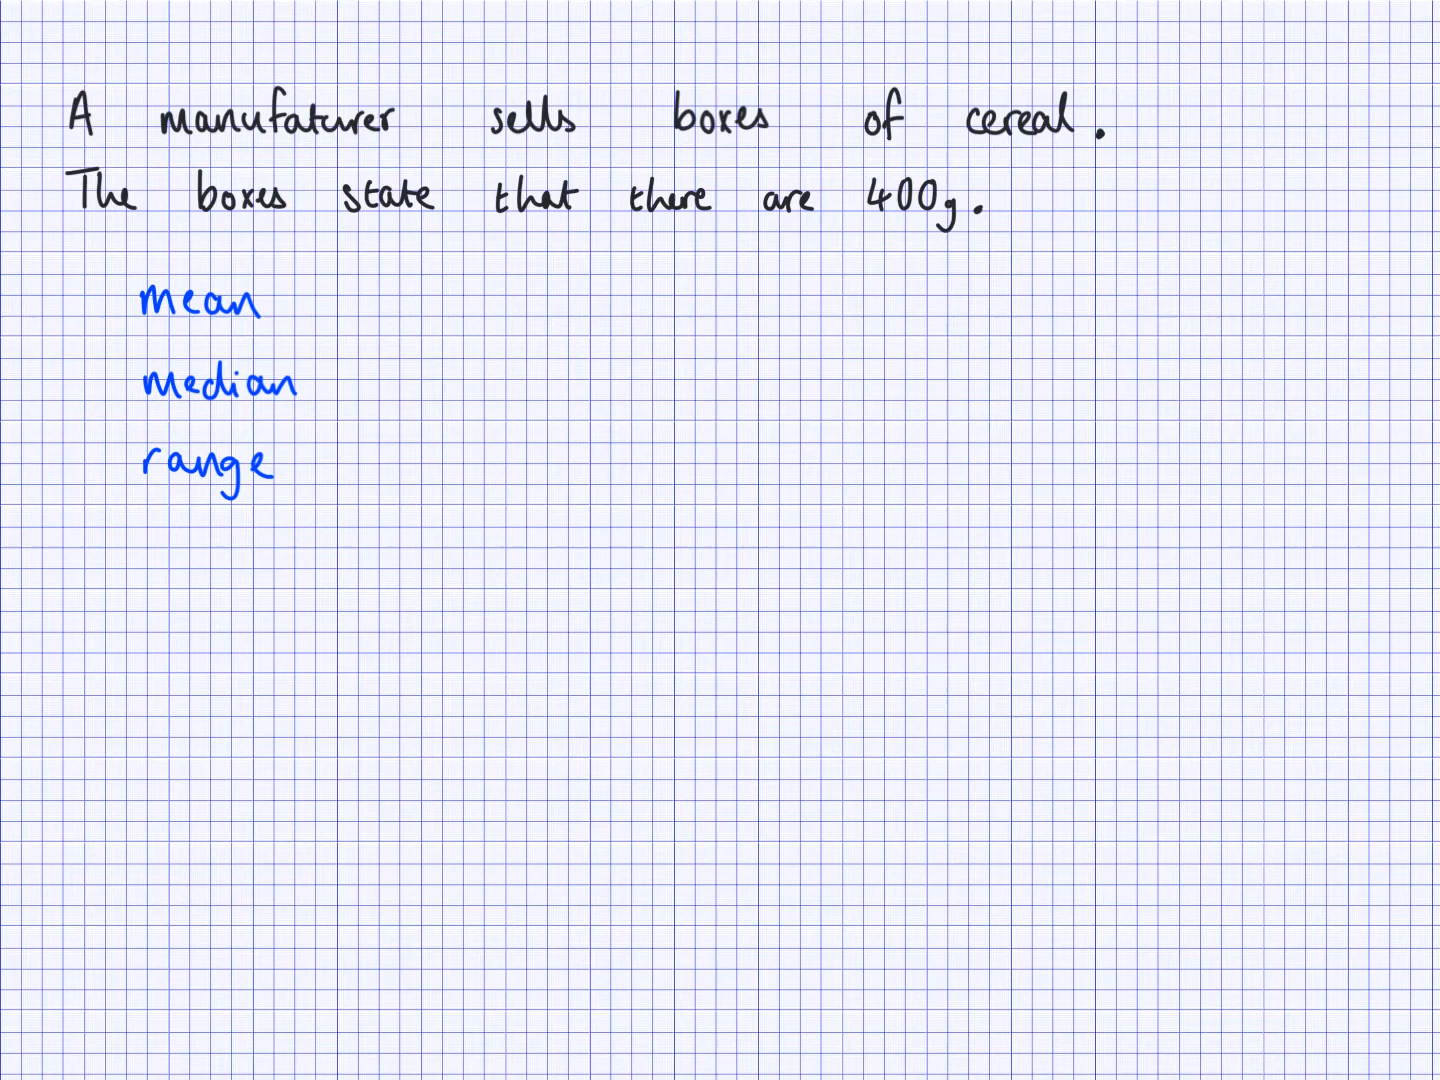 A manufaturer sells boxes of cereal.
The boxes state that there are 400g.
mean
median
range